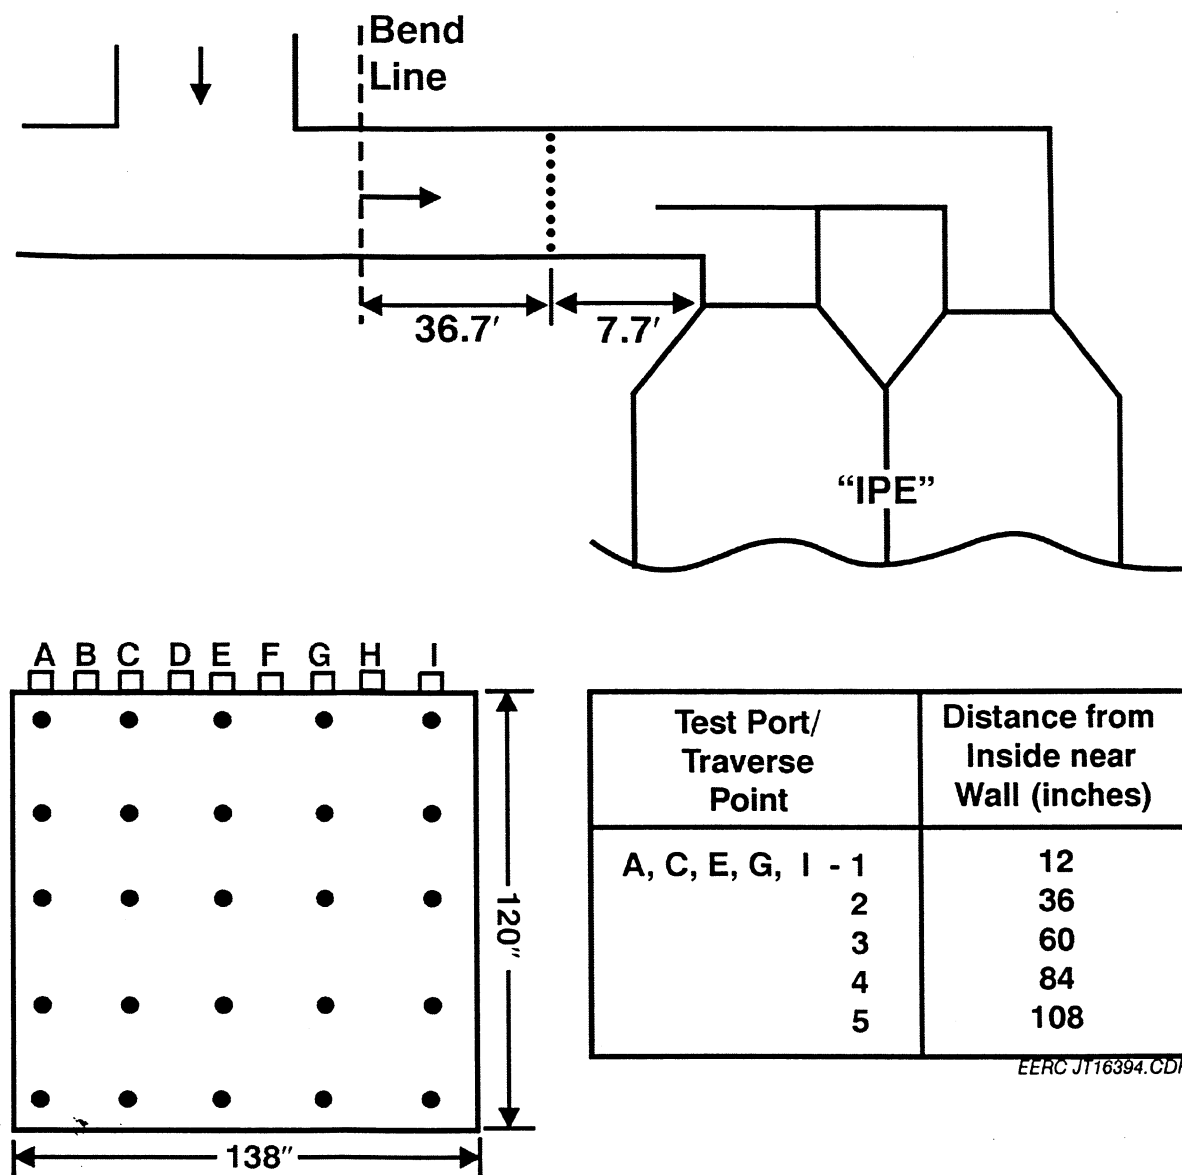 Bend
Line
36.7′
7.7′
“IPE”
A B C D E F G H I
120″
138″
Test Port/
Traverse
Point
Distance from
Inside near
Wall (inches)
A, C, E, G, I - 1 12
2 36
3 60
4 84
5 108
EERC JT16394.CD